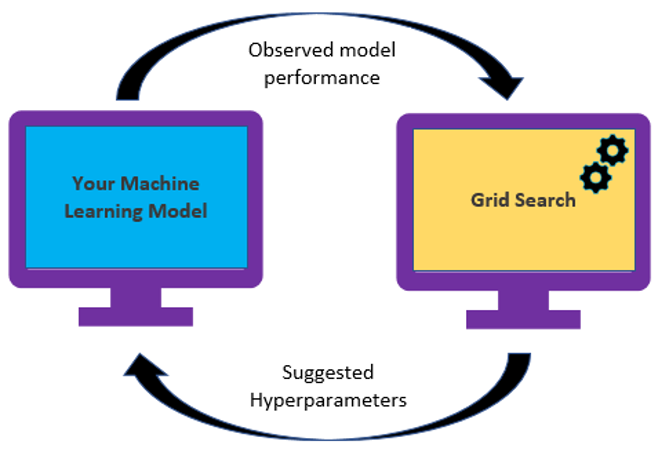 Observed model
performance
Your Machine
Learning Model
Grid Search
Suggested
Hyperparameters